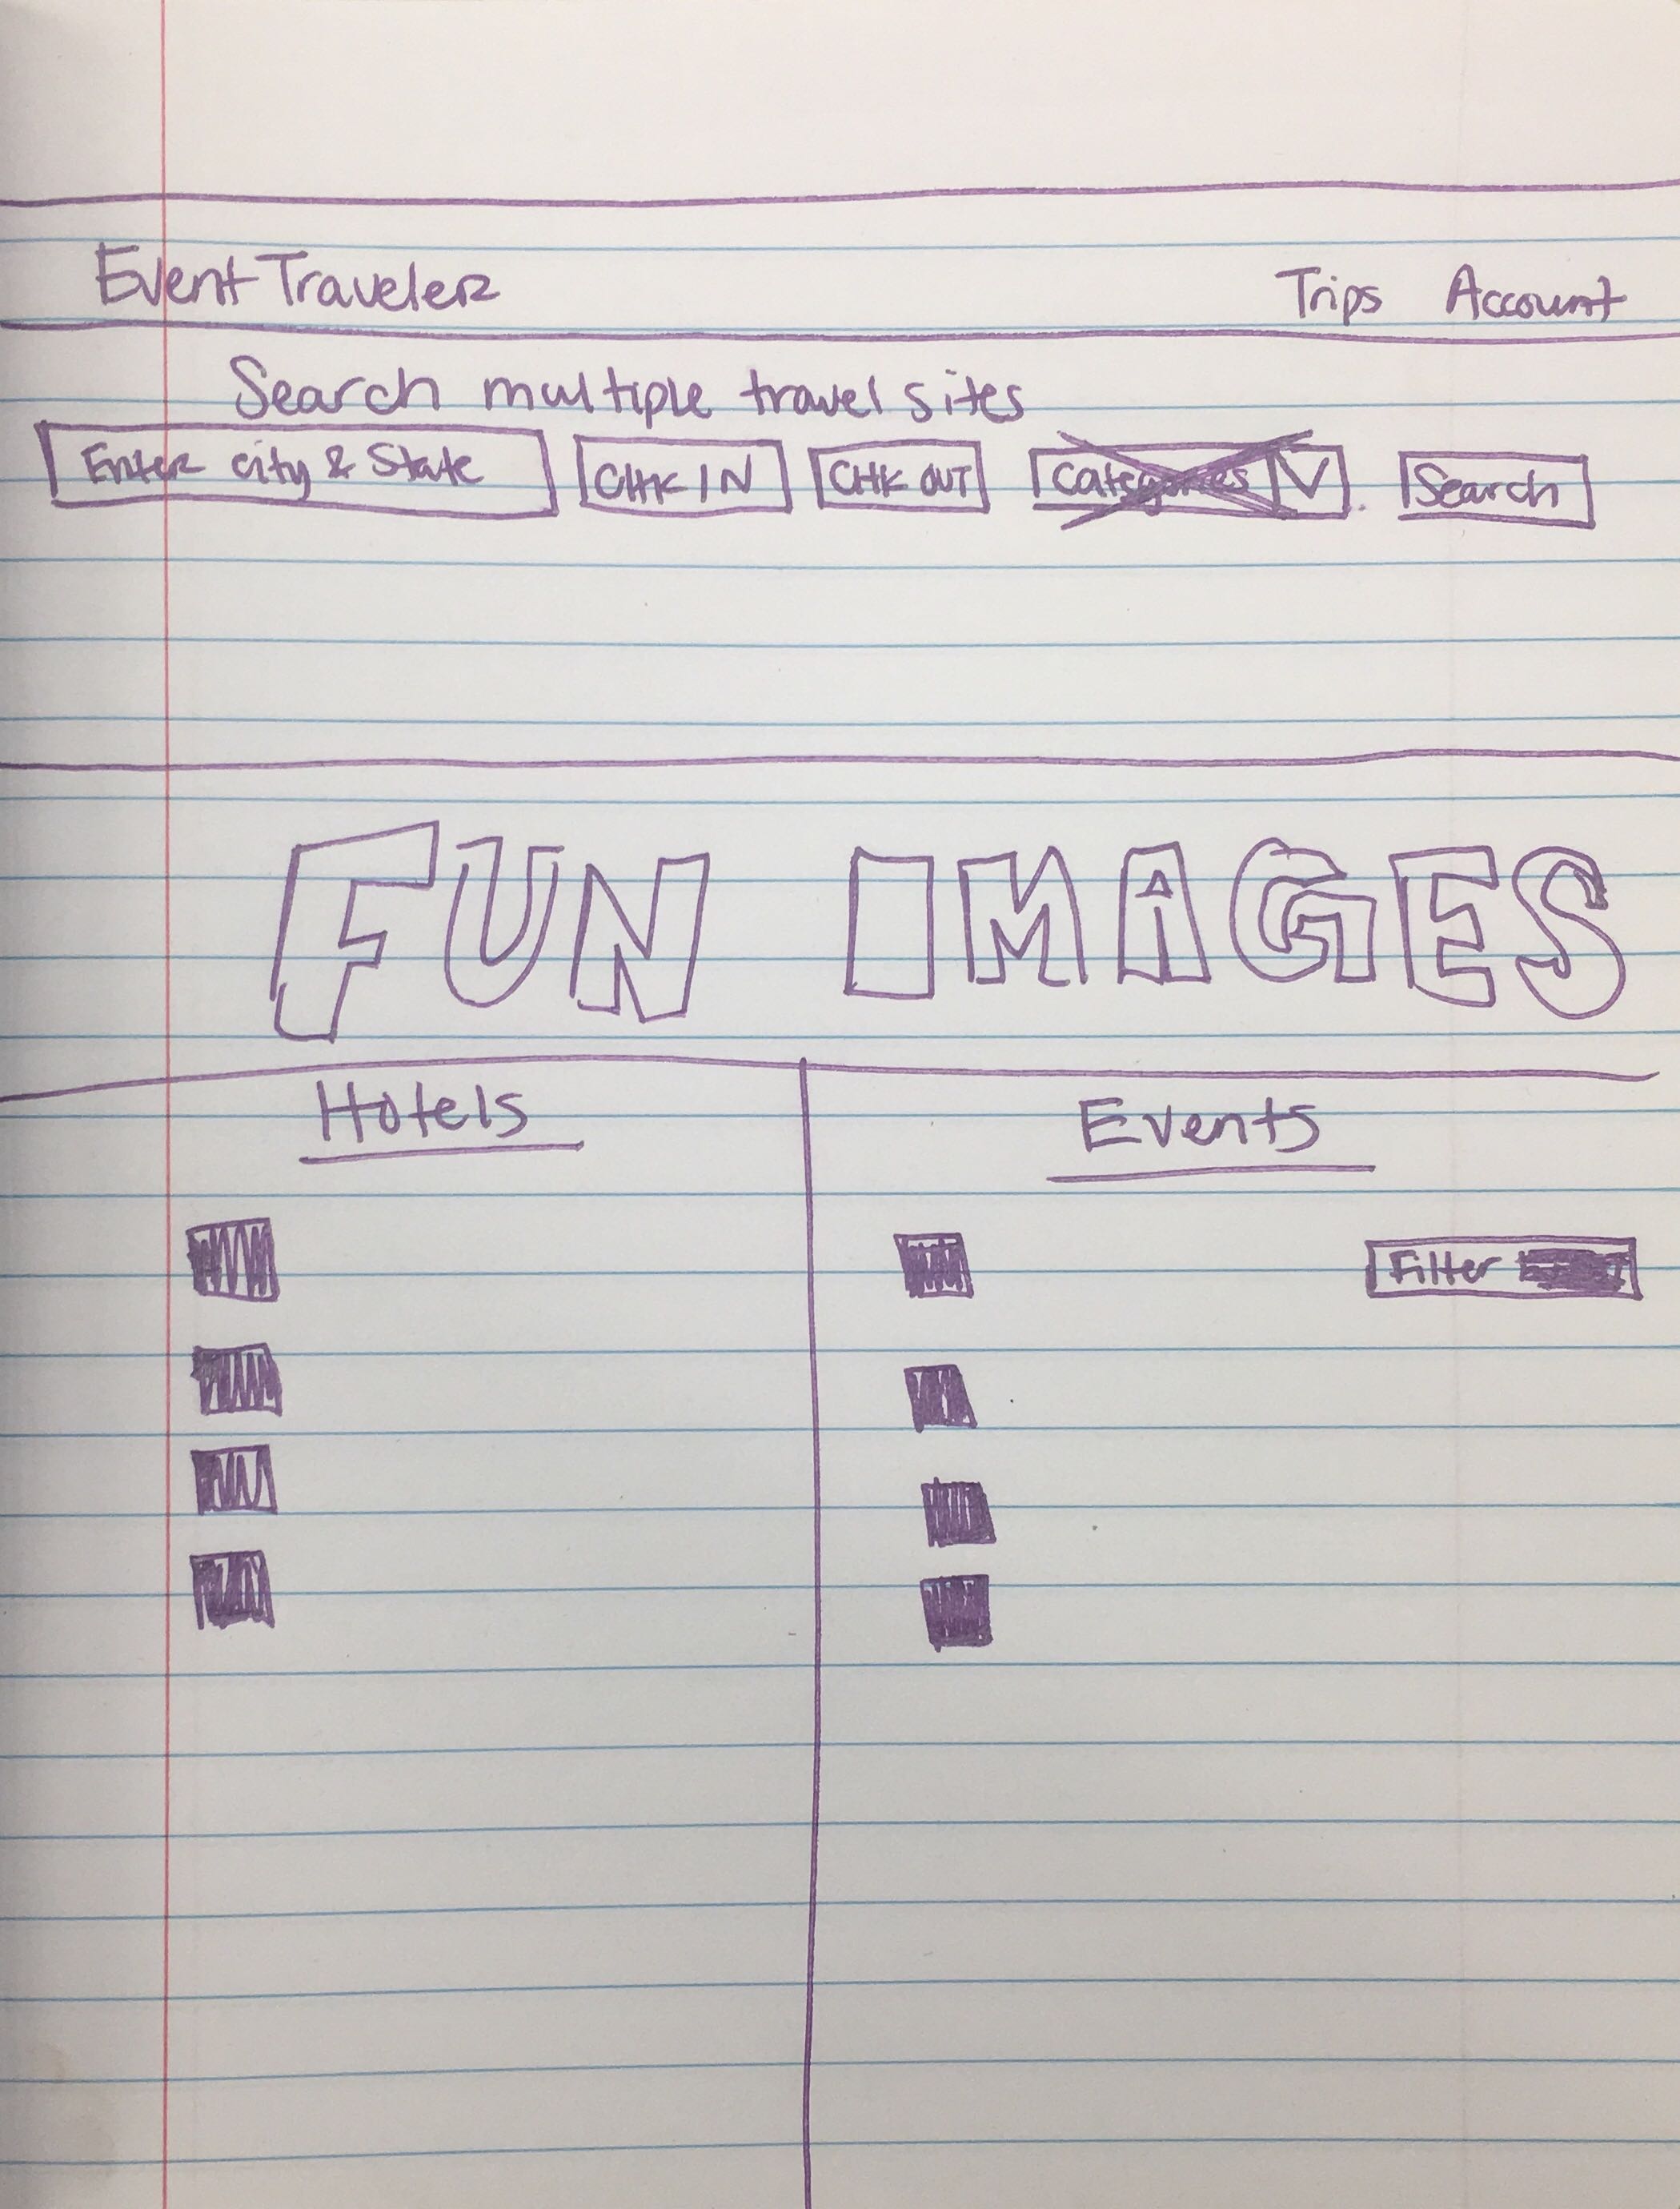 Event Traveler Trips Account
Search multiple travel sites
Enter city & State CHK IN CHK OUT Categories V Search
FUN IMAGES
Hotels Events
Filter